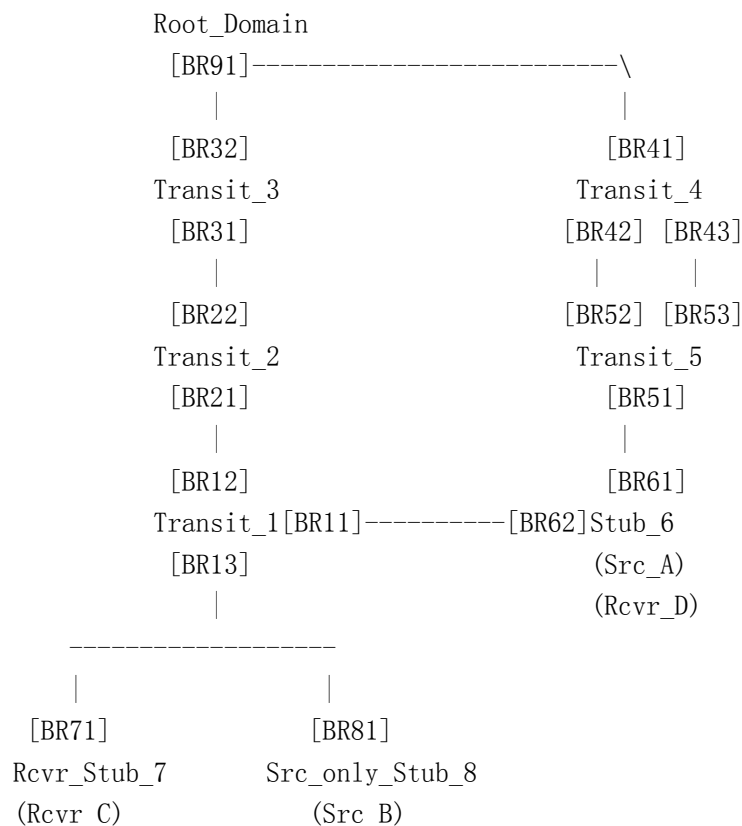 Root_Domain
[BR91]--------------------------\
|                             |
[BR32]                        [BR41]
Transit_3                     Transit_4
[BR31]                        [BR42] [BR43]
|                             |      |
[BR22]                        [BR52] [BR53]
Transit_2                     Transit_5
[BR21]                        [BR51]
|                             |
[BR12]                        [BR61]
Transit_1[BR11]----------[BR62]Stub_6
[BR13]                        (Src_A)
|                             (Rcvr_D)
-------------------
|                  |
[BR71]             [BR81]
Rcvr_Stub_7        Src_only_Stub_8
(Rcvr C)           (Src B)